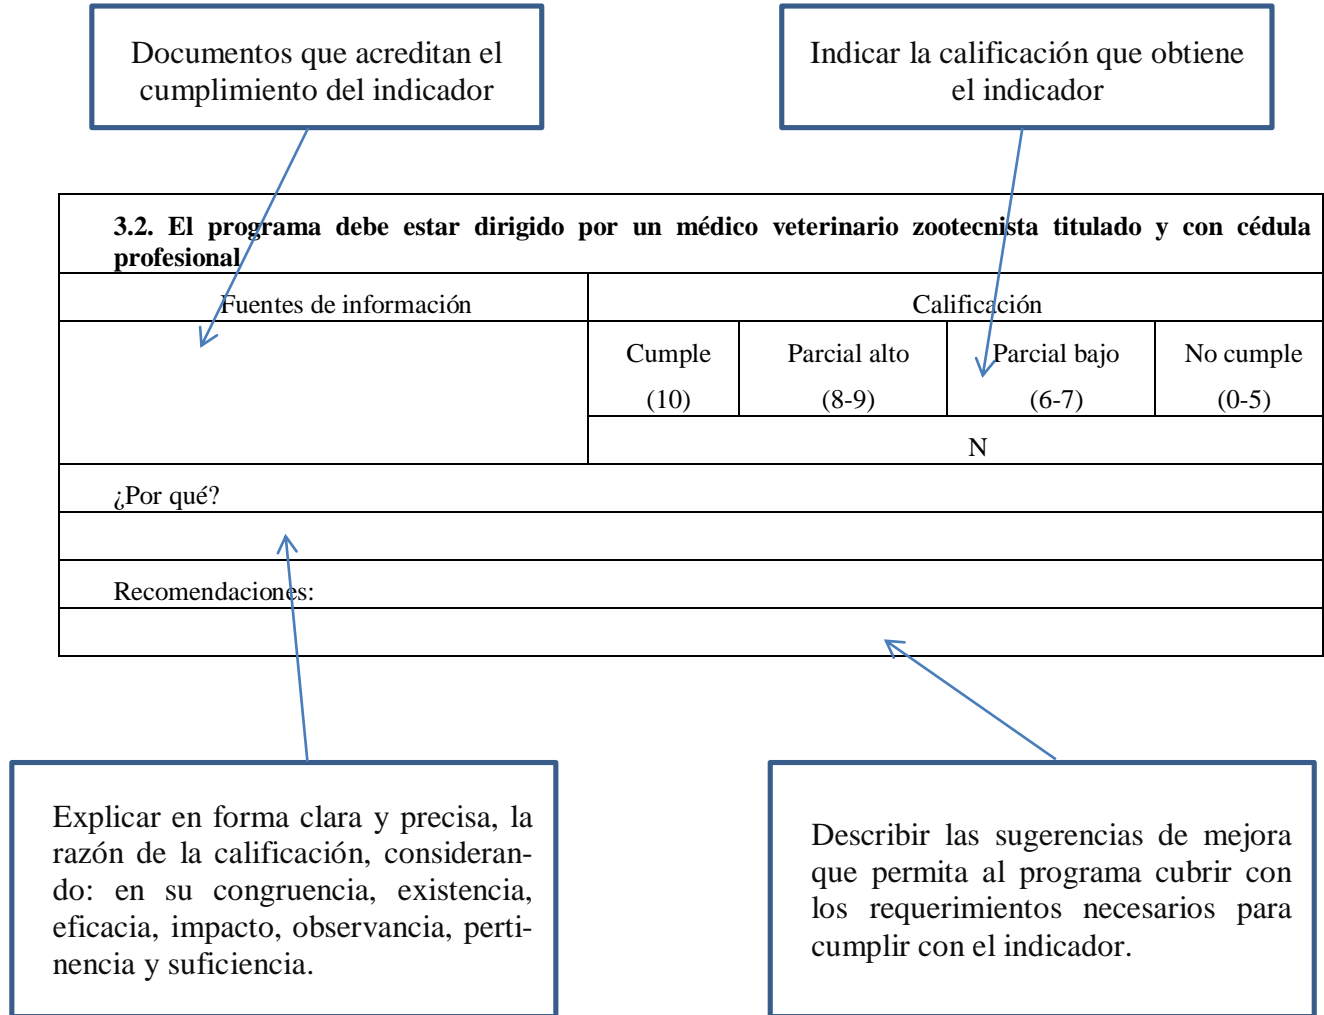 Documentos que acreditan el
cumplimiento del indicador
Indicar la calificación que obtiene
el indicador
3.2. El programa debe estar dirigido por un médico veterinario zootecnista titulado y con cédula
profesional
Fuentes de información
Calificación
Cumple
(10)
Parcial alto
(8-9)
Parcial bajo
(6-7)
No cumple
(0-5)
N
¿Por qué?
Recomendaciones:
Explicar en forma clara y precisa, la
razón de la calificación, consideran-
do: en su congruencia, existencia,
eficacia, impacto, observancia, perti-
nencia y suficiencia.
Describir las sugerencias de mejora
que permita al programa cubrir con
los requerimientos necesarios para
cumplir con el indicador.